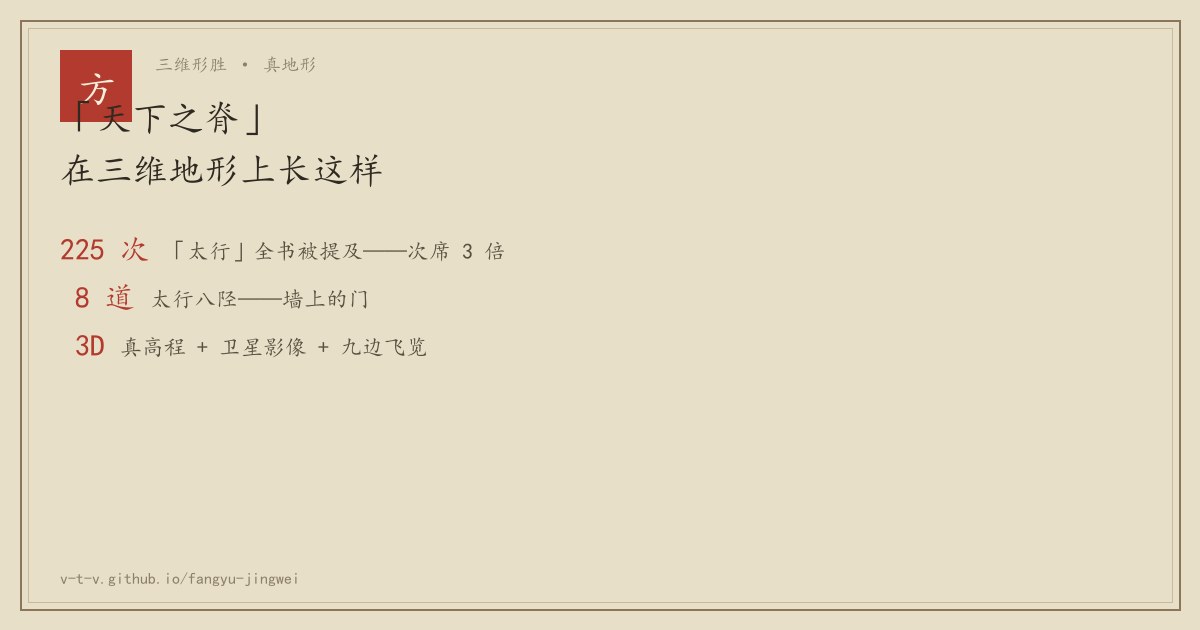 方
三维形胜 • 真地形
「天下之脊」
在三维地形上长这样
225 次 「太行」全书被提及——次席 3 倍
8 道 太行八陉——墙上的门
3D 真高程 + 卫星影像 + 九边飞览
v-t-v.github.io/fangyu-jingwei